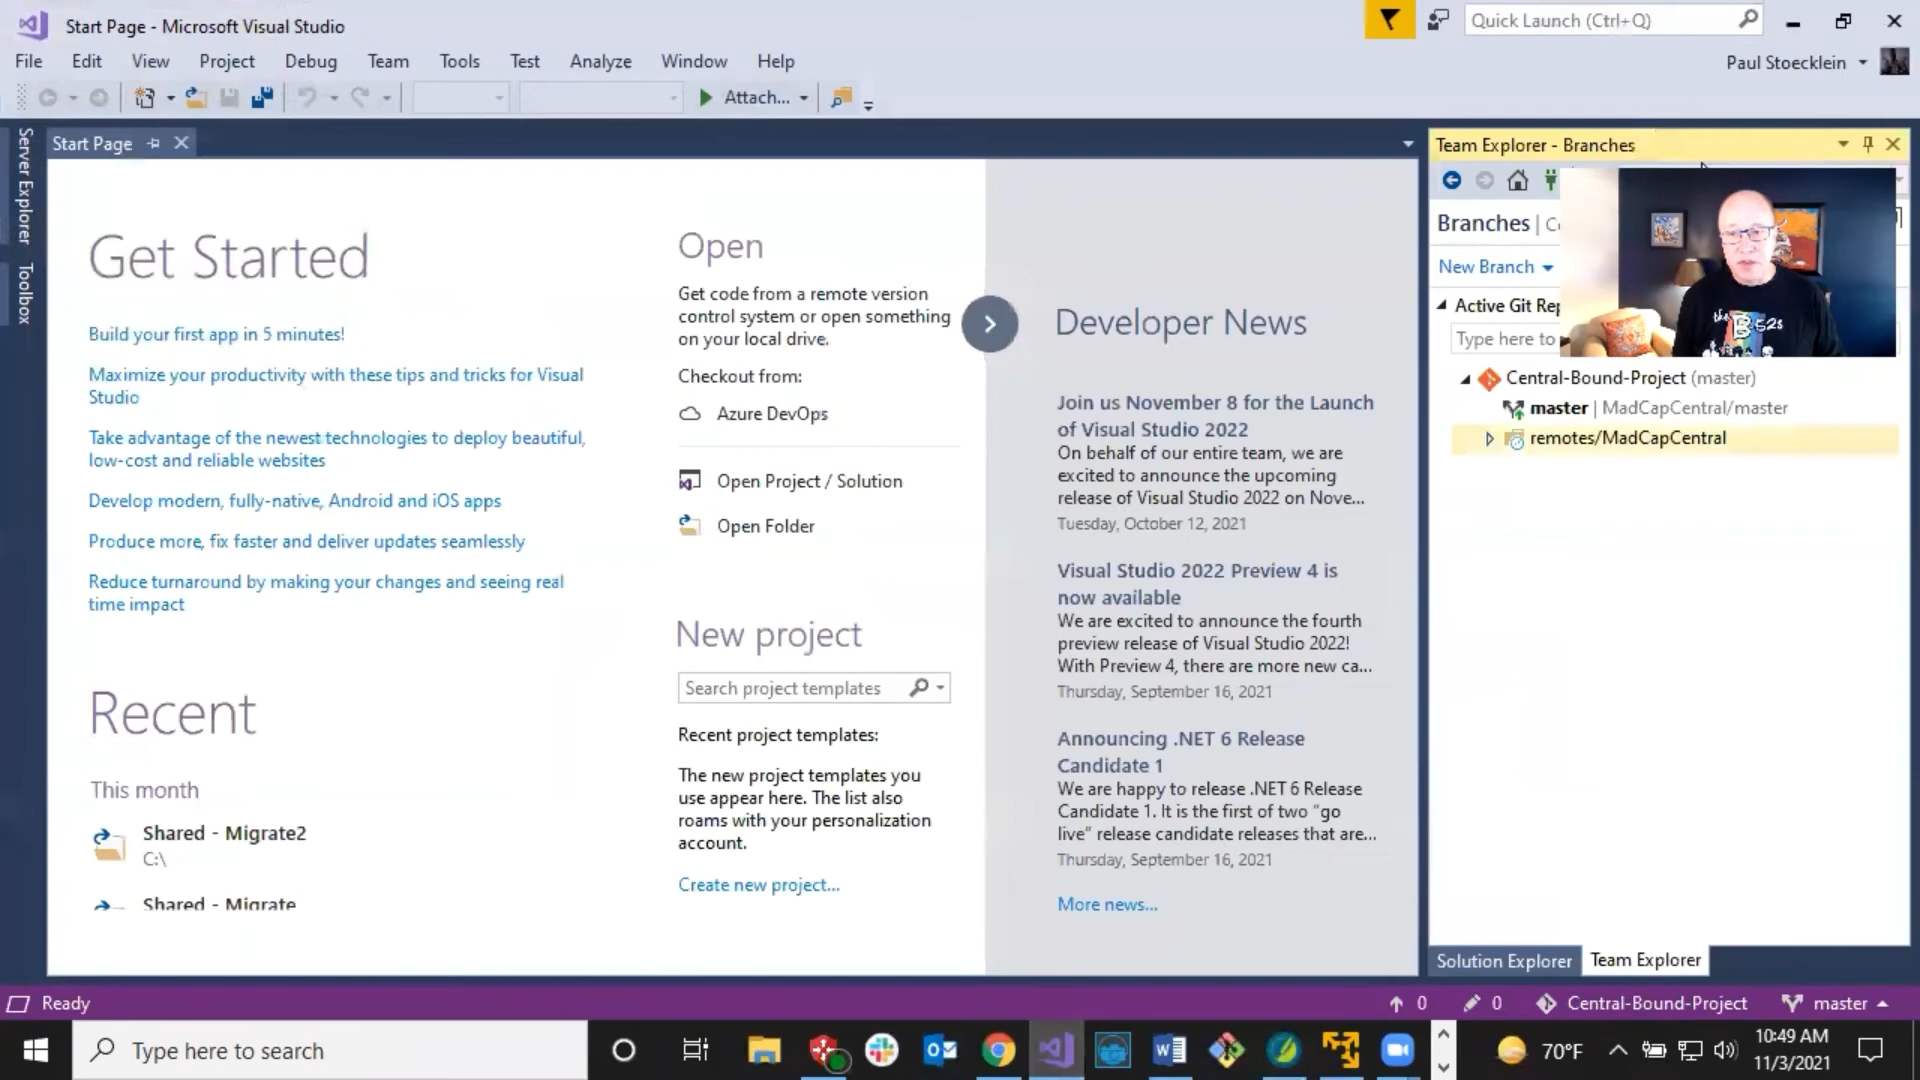 Start Page - Microsoft Visual Studio
Quick Launch (Ctrl+Q)
File Edit View Project Debug Team Tools Test Analyze Window Help
Paul Stoecklein
Attach...
Server Explorer
Toolbox
Start Page
Get Started
Build your first app in 5 minutes!
Maximize your productivity with these tips and tricks for Visual
Studio
Take advantage of the newest technologies to deploy beautiful,
low-cost and reliable websites
Develop modern, fully-native, Android and iOS apps
Produce more, fix faster and deliver updates seamlessly
Reduce turnaround by making your changes and seeing real
time impact
Recent
This month
Shared - Migrate2
C:\
Shared - Migrate
Open
Get code from a remote version
control system or open something
on your local drive.
Checkout from:
Azure DevOps
Open Project / Solution
Open Folder
New project
Search project templates
Recent project templates:
The new project templates you
use appear here. The list also
roams with your personalization
account.
Create new project...
Developer News
Join us November 8 for the Launch
of Visual Studio 2022
On behalf of our entire team, we are
excited to announce the upcoming
release of Visual Studio 2022 on Nove...
Tuesday, October 12, 2021
Visual Studio 2022 Preview 4 is
now available
We are excited to announce the fourth
preview release of Visual Studio 2022!
With Preview 4, there are more new ca...
Thursday, September 16, 2021
Announcing .NET 6 Release
Candidate 1
We are happy to release .NET 6 Release
Candidate 1. It is the first of two "go
live" release candidate releases that are...
Thursday, September 16, 2021
More news...
Team Explorer - Branches
Branches |
New Branch
Active Git
Type here to
the
B 52s
Central-Bound-Project (master)
master | MadCapCentral/master
remotes/MadCapCentral
Solution Explorer Team Explorer
Ready
0 0 Central-Bound-Project master
Type here to search
70°F
10:49 AM
11/3/2021